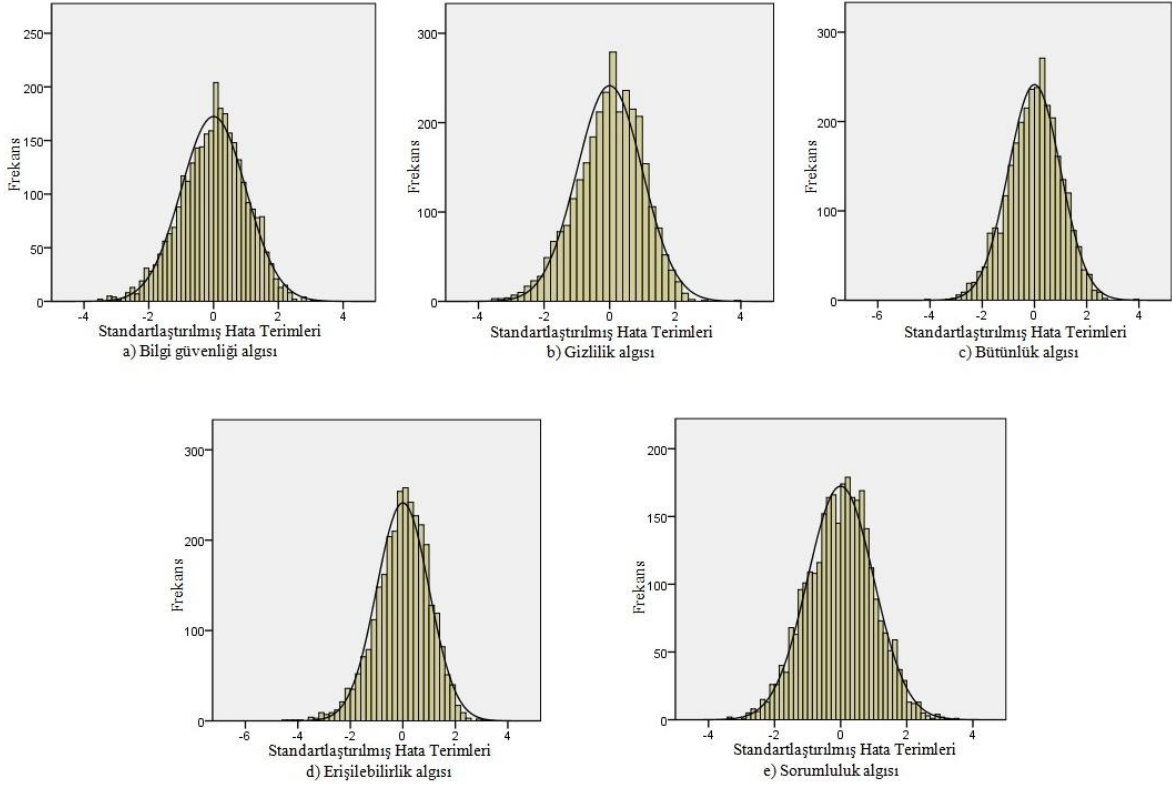 250
200
150
100
50
0
Frekans
-4 -2 0 2 4
Standartlaştırılmış Hata Terimleri
a) Bilgi güvenliği algısı
300
200
100
0
Frekans
-4 -2 0 2 4
Standartlaştırılmış Hata Terimleri
b) Gizlilik algısı
300
200
100
0
Frekans
-6 -4 -2 0 2 4
Standartlaştırılmış Hata Terimleri
c) Bütünlük algısı
300
200
100
0
Frekans
-6 -4 -2 0 2 4
Standartlaştırılmış Hata Terimleri
d) Erişilebilirlik algısı
200
150
100
50
0
Frekans
-4 -2 0 2 4
Standartlaştırılmış Hata Terimleri
e) Sorumluluk algısı